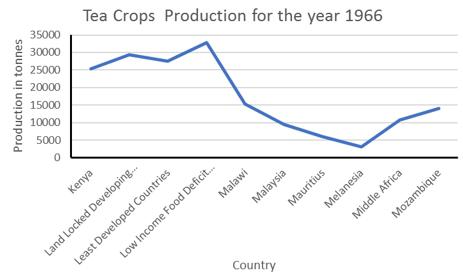 Tea Crops Production for the year 1966
Production in tonnes
35000
30000
25000
20000
15000
10000
5000
0
Kenya
Land Locked Developing...
Least Developed Countries
Low Income Food Deficit...
Malawi
Malaysia
Mauritius
Melanesia
Middle Africa
Mozambique
Country